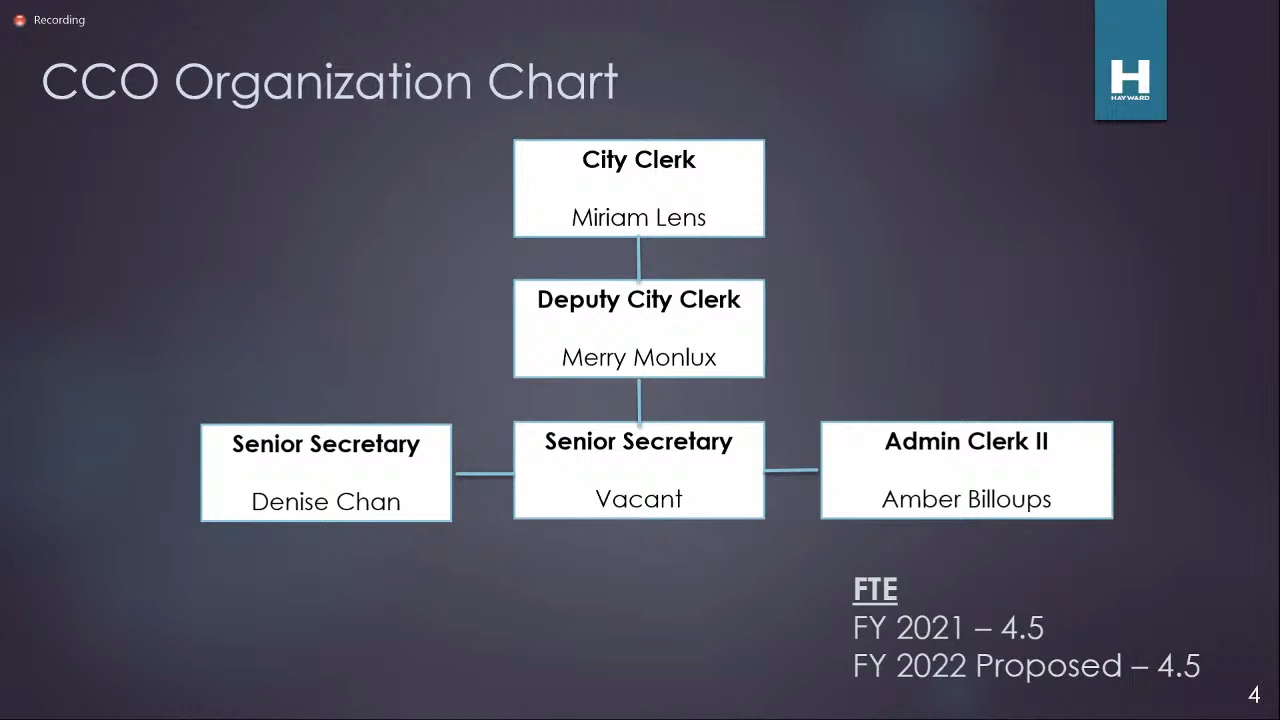 Recording
CCO Organization Chart
H
HAYWARD
City Clerk
Miriam Lens
Deputy City Clerk
Merry Monlux
Senior Secretary
Denise Chan
Senior Secretary
Vacant
Admin Clerk II
Amber Billoups
FTE
FY 2021 – 4.5
FY 2022 Proposed – 4.5
4